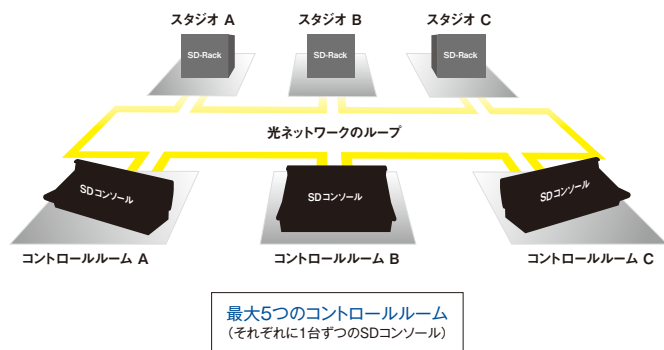 スタジオ A
スタジオ B
スタジオ C
SD-Rack
SD-Rack
SD-Rack
光ネットワークのループ
SDコンソール
SDコンソール
SDコンソール
コントロールルーム A
コントロールルーム B
コントロールルーム C
最大5つのコントロールルーム
（それぞれに1台ずつのSDコンソール）